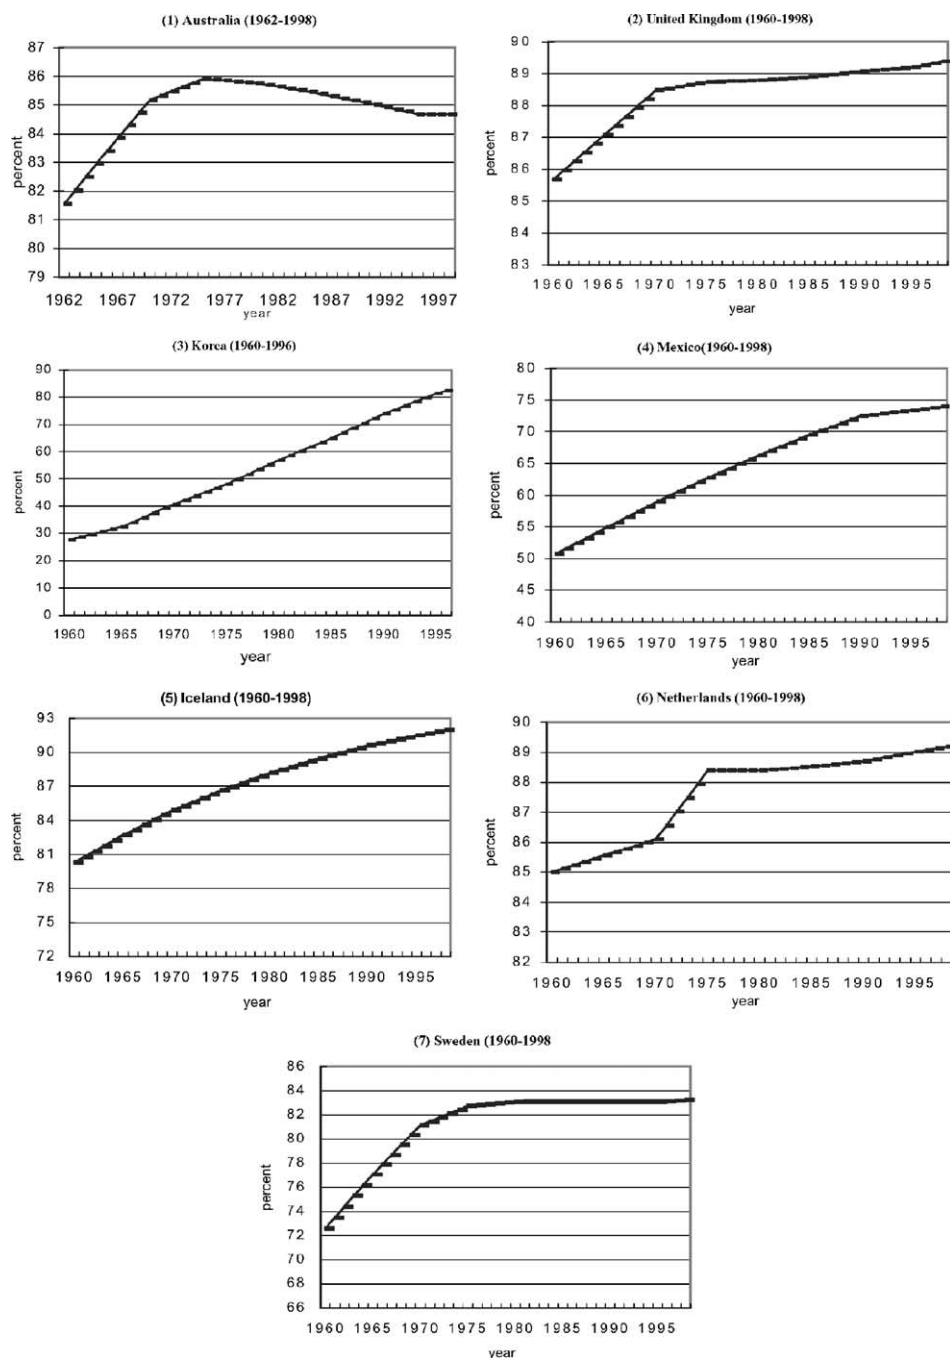 (1) Australia (1962-1998)
87
86
85
84
83
82
81
80
79
percent
1962 1967 1972 1977 1982 1987 1992 1997
year
(2) United Kingdom (1960-1998)
90
89
88
87
86
85
84
83
percent
1960 1965 1970 1975 1980 1985 1990 1995
year
(3) Korea (1960-1996)
90
80
70
60
50
40
30
20
10
0
percent
1960 1965 1970 1975 1980 1985 1990 1995
year
(4) Mexico(1960-1998)
80
75
70
65
60
55
50
45
40
percent
1960 1965 1970 1975 1980 1985 1990 1995
year
(5) Iceland (1960-1998)
93
90
87
84
81
78
75
72
percent
1960 1965 1970 1975 1980 1985 1990 1995
year
(6) Netherlands (1960-1998)
90
89
88
87
86
85
84
83
82
percent
1960 1965 1970 1975 1980 1985 1990 1995
year
(7) Sweden (1960-1998
86
84
82
80
78
76
74
72
70
68
66
percent
1960 1965 1970 1975 1980 1985 1990 1995
year